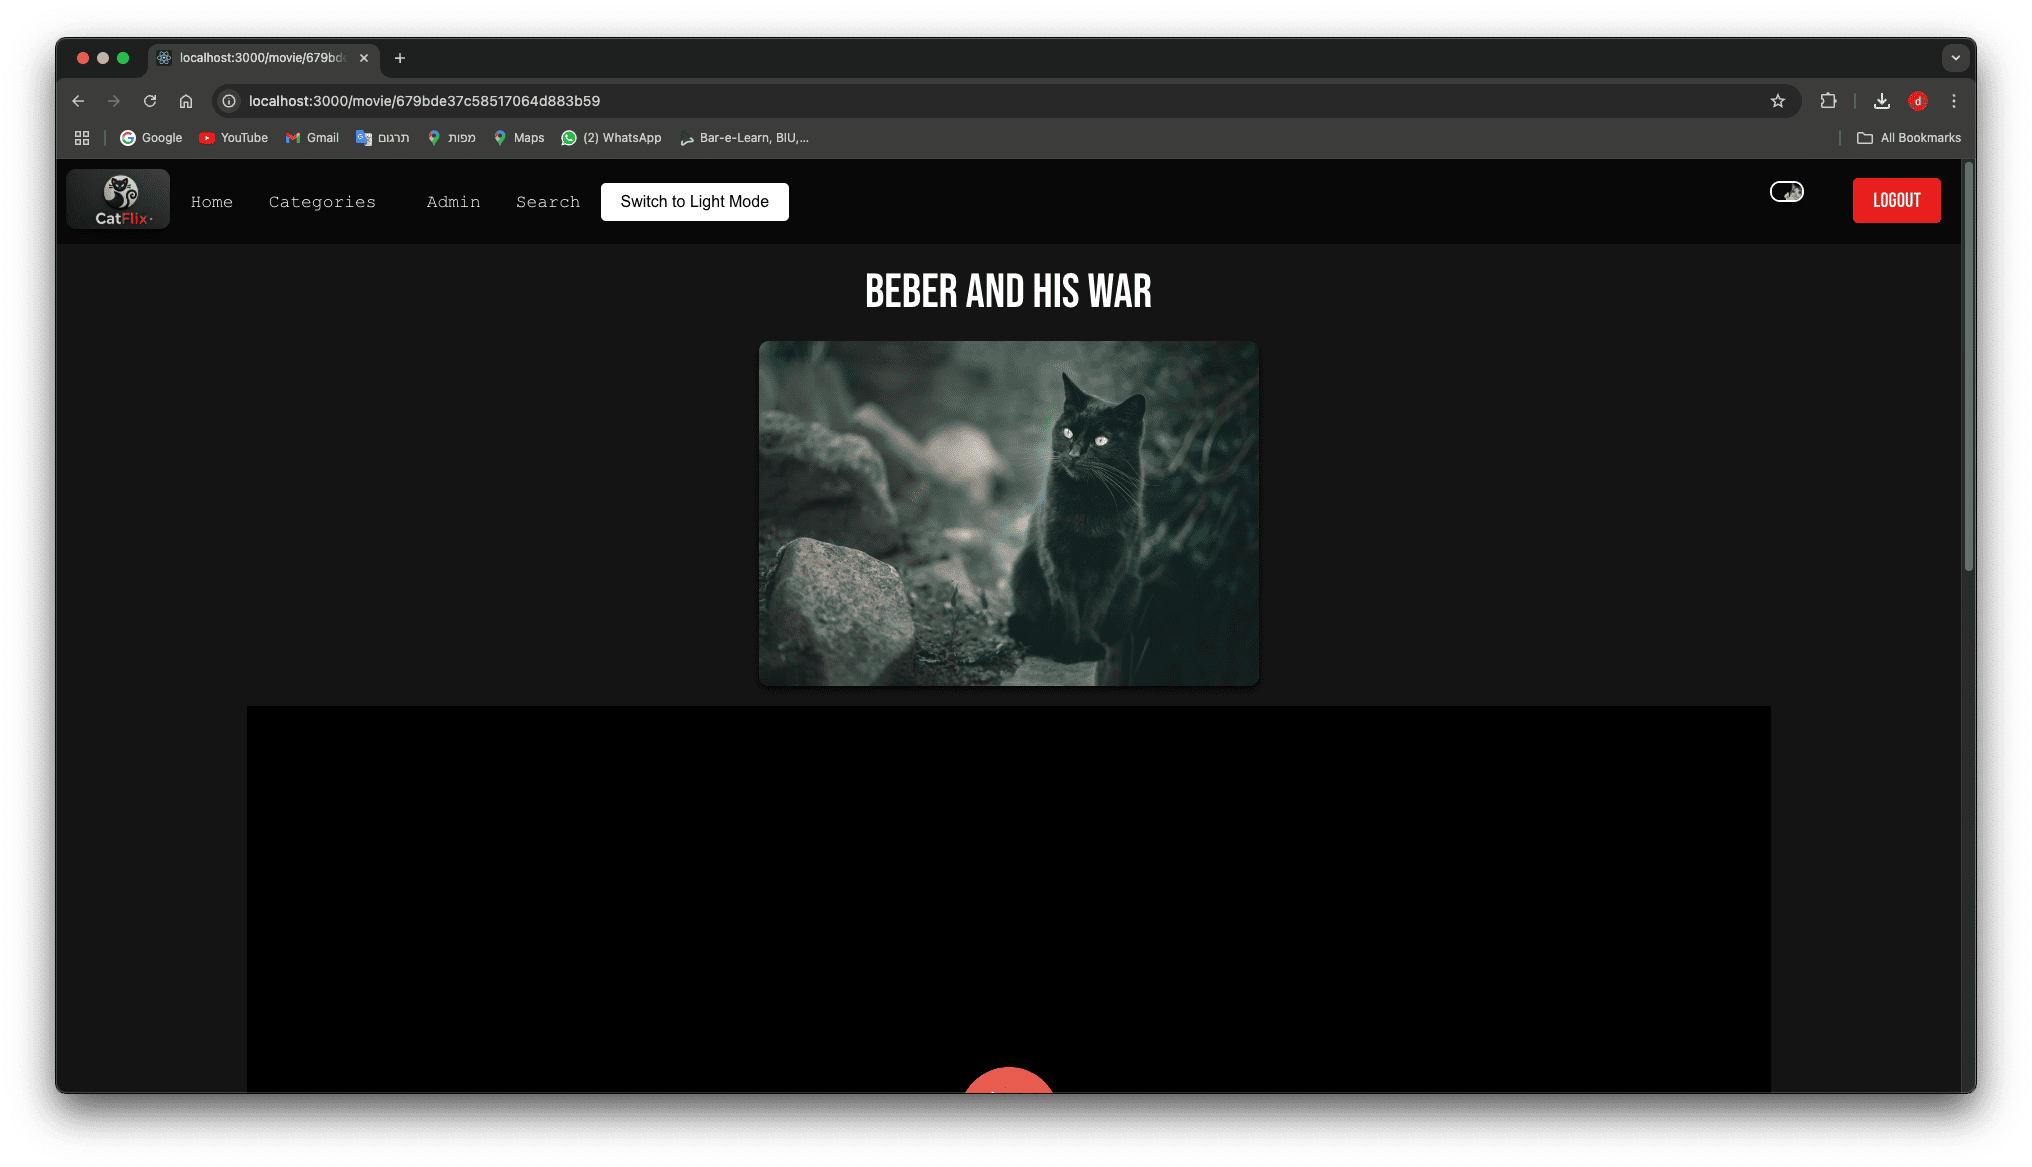 localhost:3000/movie/679bd
localhost:3000/movie/679bde37c58517064d883b59
Google YouTube Gmail תרגום מפות Maps (2) WhatsApp Bar-e-Learn, BIU,... All Bookmarks
CatFlix
Home Categories Admin Search Switch to Light Mode LOGOUT
BEBER AND HIS WAR